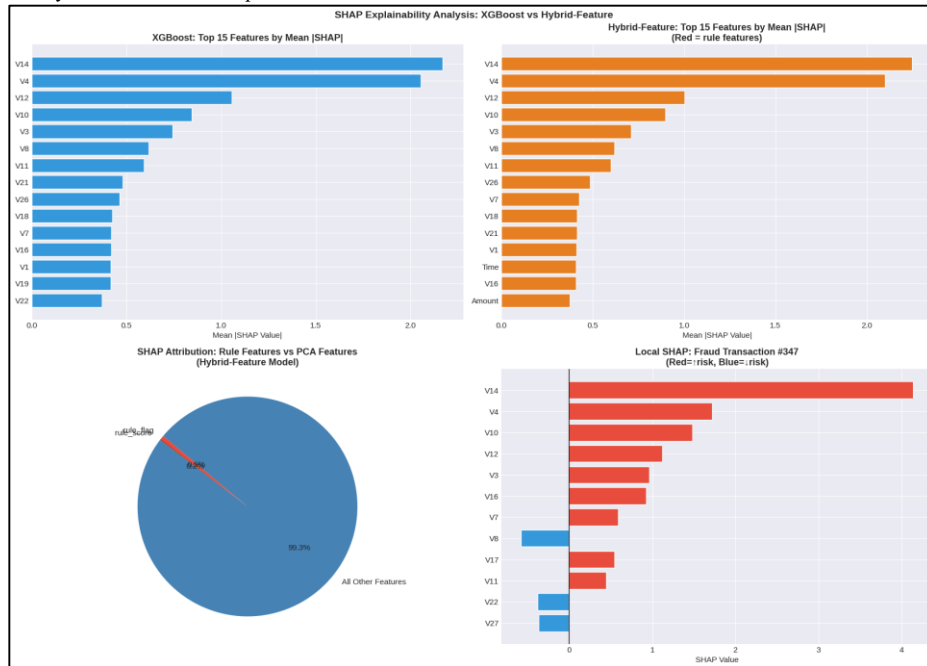 SHAP Explainability Analysis: XGBoost vs Hybrid-Feature
XGBoost: Top 15 Features by Mean |SHAP|
V14
V4
V12
V10
V3
V8
V11
V21
V26
V18
V7
V16
V1
V19
V22
0.0 0.5 1.0 1.5 2.0
Mean |SHAP Value|
Hybrid-Feature: Top 15 Features by Mean |SHAP|
(Red = rule features)
V14
V4
V12
V10
V3
V8
V11
V26
V7
V18
V21
V1
Time
V16
Amount
0.0 0.5 1.0 1.5 2.0
Mean |SHAP Value|
SHAP Attribution: Rule Features vs PCA Features
(Hybrid-Feature Model)
rule_flag
rule_score
99.3%
All Other Features
Local SHAP: Fraud Transaction #347
(Red=↑risk, Blue=↓risk)
V14
V4
V10
V12
V3
V16
V7
V8
V17
V11
V22
V27
0 1 2 3 4
SHAP Value